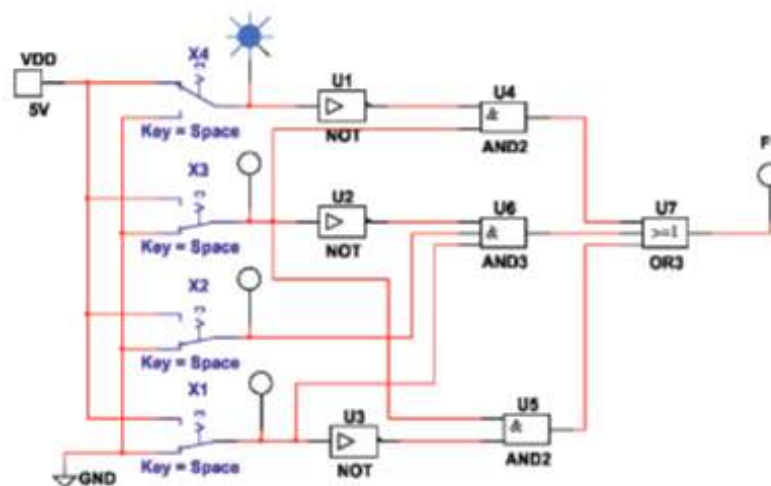 VDD
5V
X4
Key = Space
U1
NOT
U4
&
AND2
F
X3
Key = Space
U2
NOT
U6
&
AND3
U7
>=1
OR3
X2
Key = Space
X1
Key = Space
U3
NOT
U5
&
AND2
GND